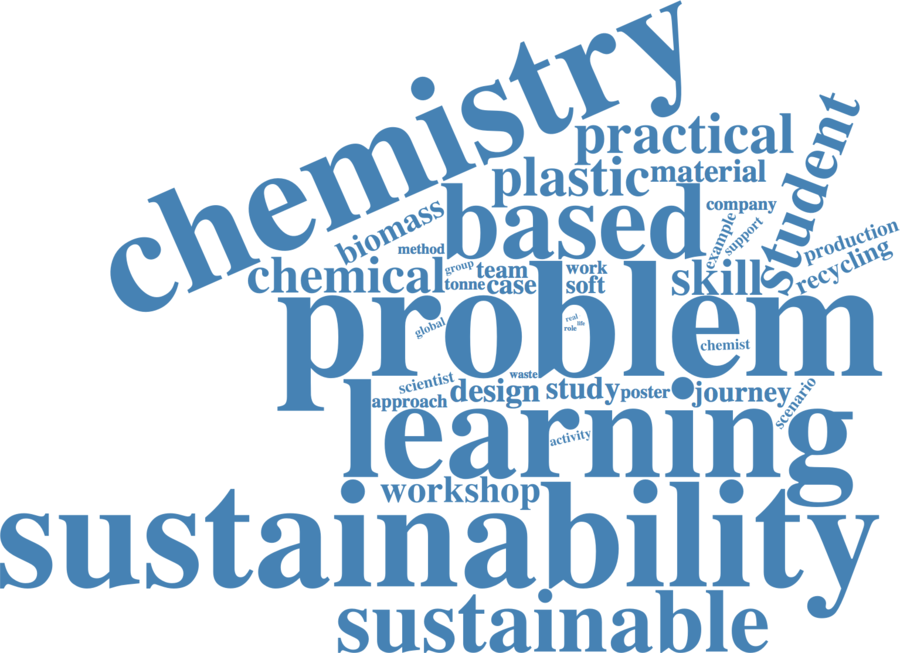 chemistry
practical
student
plastic
material
based
company
biomass
example
support
method
production
recycling
chemical
group
team
work
skill
tonne
case
soft
problem
real
life
role
global
chemist
waste
scientist
design
study
poster
journey
scenario
approach
learning
activity
workshop
sustainability
sustainable